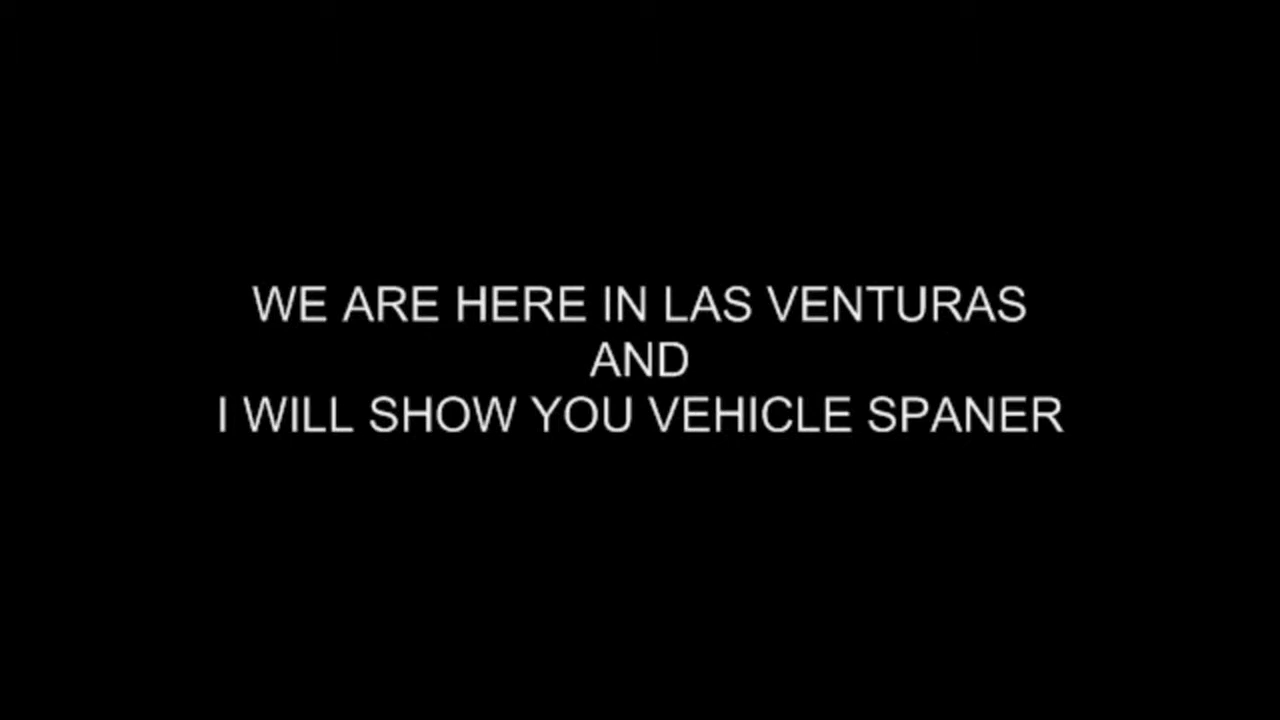 WE ARE HERE IN LAS VENTURAS
AND
I WILL SHOW YOU VEHICLE SPANER